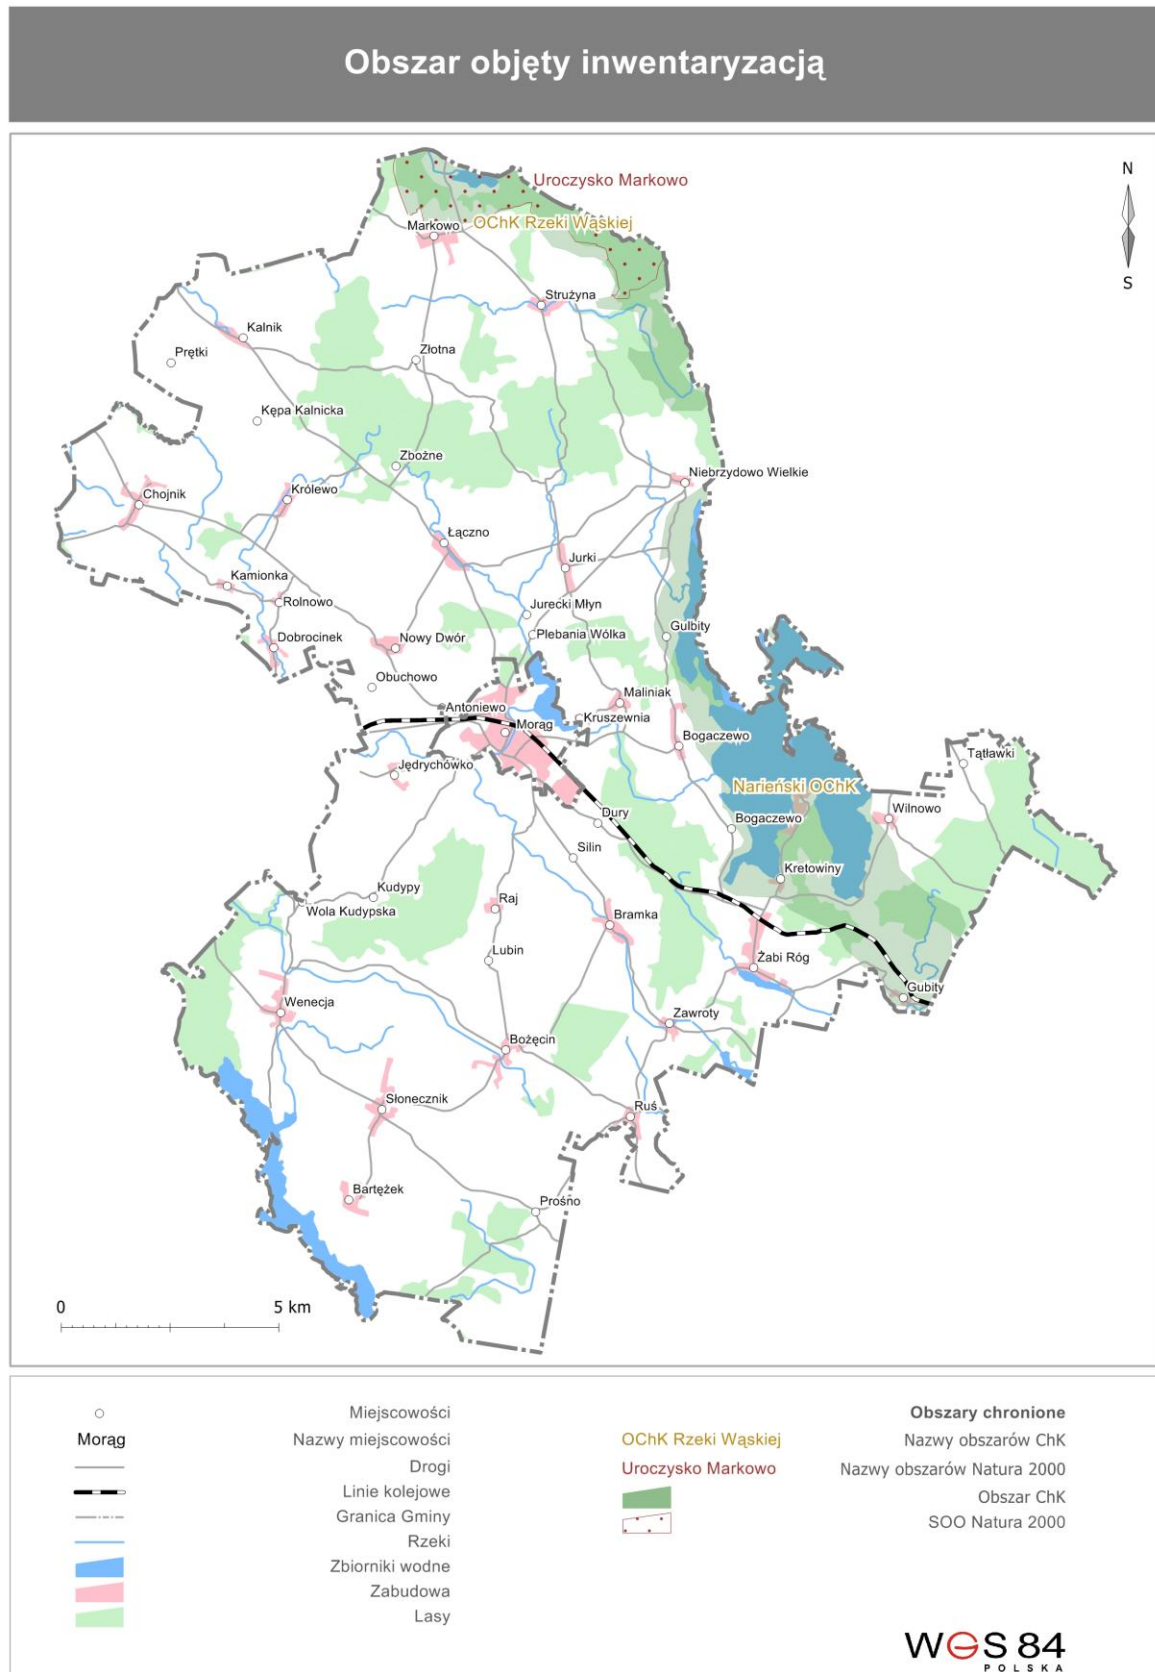 Obszar objęty inwentaryzacją
N
S
Uroczysko Markowo
OChK Rzeki Wąskiej
Markowo
Strużyna
Kalnik
Prętki
Złotna
Kępa Kalnicka
Zbożne
Niebrzydowo Wielkie
Chojnik
Królewo
Łączno
Jurki
Kamionka
Rolnowo
Jurecki Młyn
Plebania Wólka
Gulbity
Dobrocinek
Nowy Dwór
Obuchowo
Maliniak
Antoniewo
Kruszewnia
Morąg
Bogaczewo
Tątławki
Jędrychówko
Narieński OChK
Wilnowo
Dury
Bogaczewo
Silin
Kretowiny
Kudypy
Raj
Wola Kudypska
Bramka
Lubin
Żabi Róg
Gubity
Wenecja
Zawroty
Bożęcin
Słonecznik
Ruś
Bartężek
Prośno
0 5 km
Miejscowości
Morąg Nazwy miejscowości
Drogi
Linie kolejowe
Granica Gminy
Rzeki
Zbiorniki wodne
Zabudowa
Lasy
Obszary chronione
OChK Rzeki Wąskiej Nazwy obszarów ChK
Uroczysko Markowo Nazwy obszarów Natura 2000
Obszar ChK
SOO Natura 2000
WGS 84
POLSKA